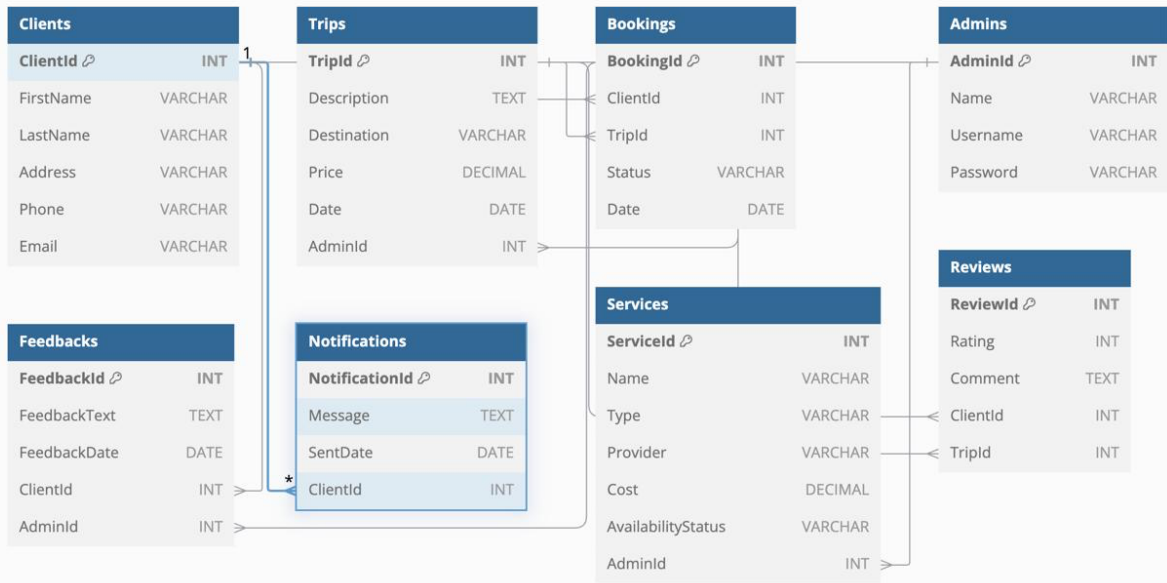 Clients
ClientId INT
FirstName VARCHAR
LastName VARCHAR
Address VARCHAR
Phone VARCHAR
Email VARCHAR
1
Trips
TripId INT
Description TEXT
Destination VARCHAR
Price DECIMAL
Date DATE
AdminId INT
Bookings
BookingId INT
ClientId INT
TripId INT
Status VARCHAR
Date DATE
Admins
AdminId INT
Name VARCHAR
Username VARCHAR
Password VARCHAR
Feedbacks
FeedbackId INT
FeedbackText TEXT
FeedbackDate DATE
ClientId INT
AdminId INT
*
Notifications
NotificationId INT
Message TEXT
SentDate DATE
ClientId INT
Services
ServiceId INT
Name VARCHAR
Type VARCHAR
Provider VARCHAR
Cost DECIMAL
AvailabilityStatus VARCHAR
AdminId INT
Reviews
ReviewId INT
Rating INT
Comment TEXT
ClientId INT
TripId INT